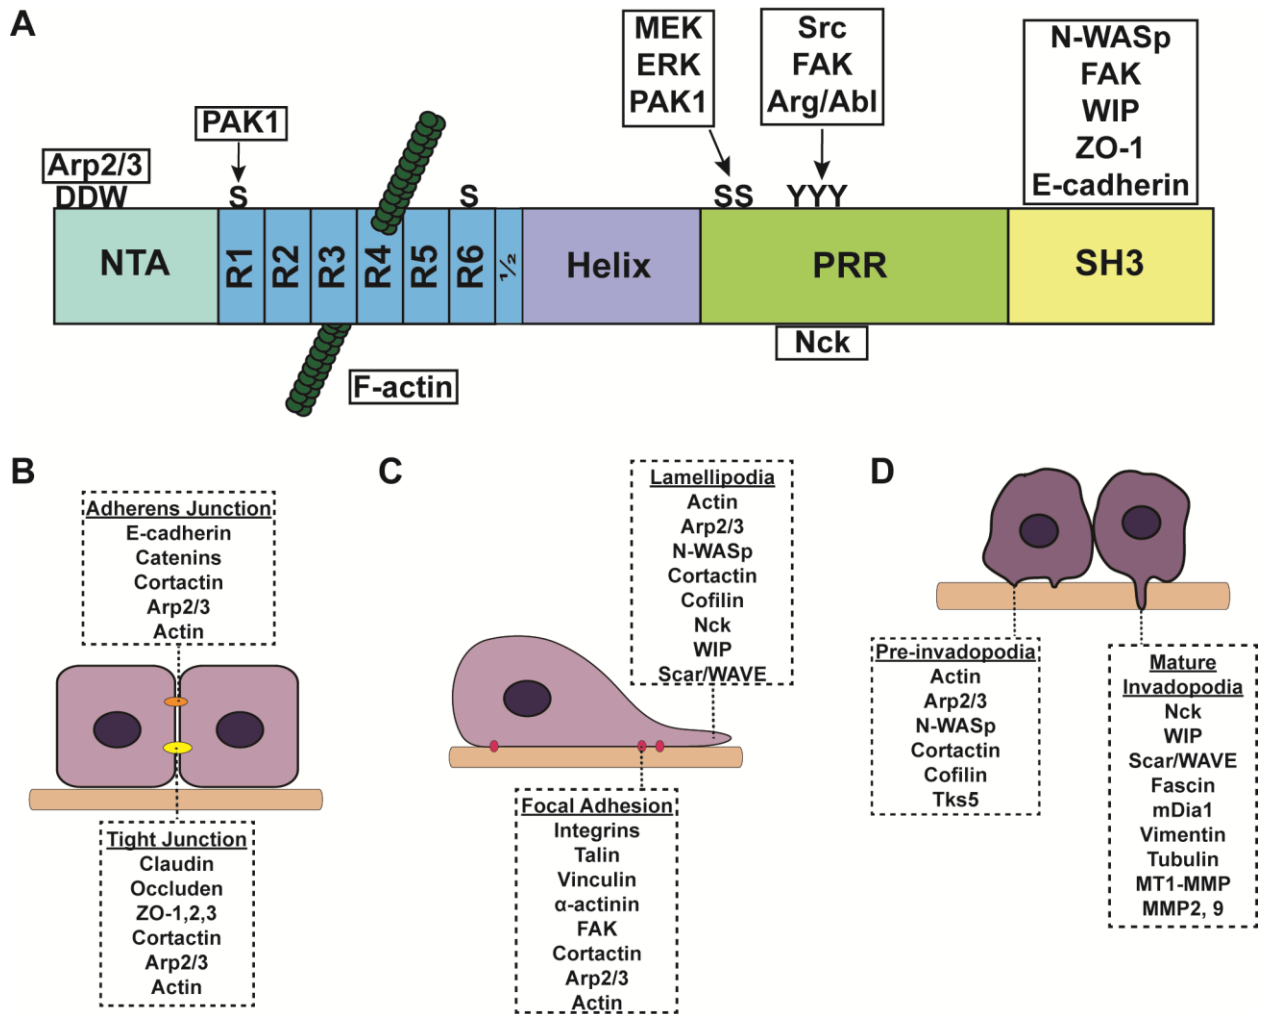 A
PAK1
Arp2/3
DDW
S
S
MEK
ERK
PAK1
SS
Src
FAK
Arg/Abl
YYY
N-WASp
FAK
WIP
ZO-1
E-cadherin
NTA
R1
R2
R3
R4
R5
R6
½
Helix
PRR
SH3
F-actin
Nck
B
Adherens Junction
E-cadherin
Catenins
Cortactin
Arp2/3
Actin
Tight Junction
Claudin
Occluden
ZO-1,2,3
Cortactin
Arp2/3
Actin
C
Lamellipodia
Actin
Arp2/3
N-WASp
Cortactin
Cofilin
Nck
WIP
Scar/WAVE
Focal Adhesion
Integrins
Talin
Vinculin
α-actinin
FAK
Cortactin
Arp2/3
Actin
D
Pre-invadopodia
Actin
Arp2/3
N-WASp
Cortactin
Cofilin
Tks5
Mature
Invadopodia
Nck
WIP
Scar/WAVE
Fascin
mDia1
Vimentin
Tubulin
MT1-MMP
MMP2, 9